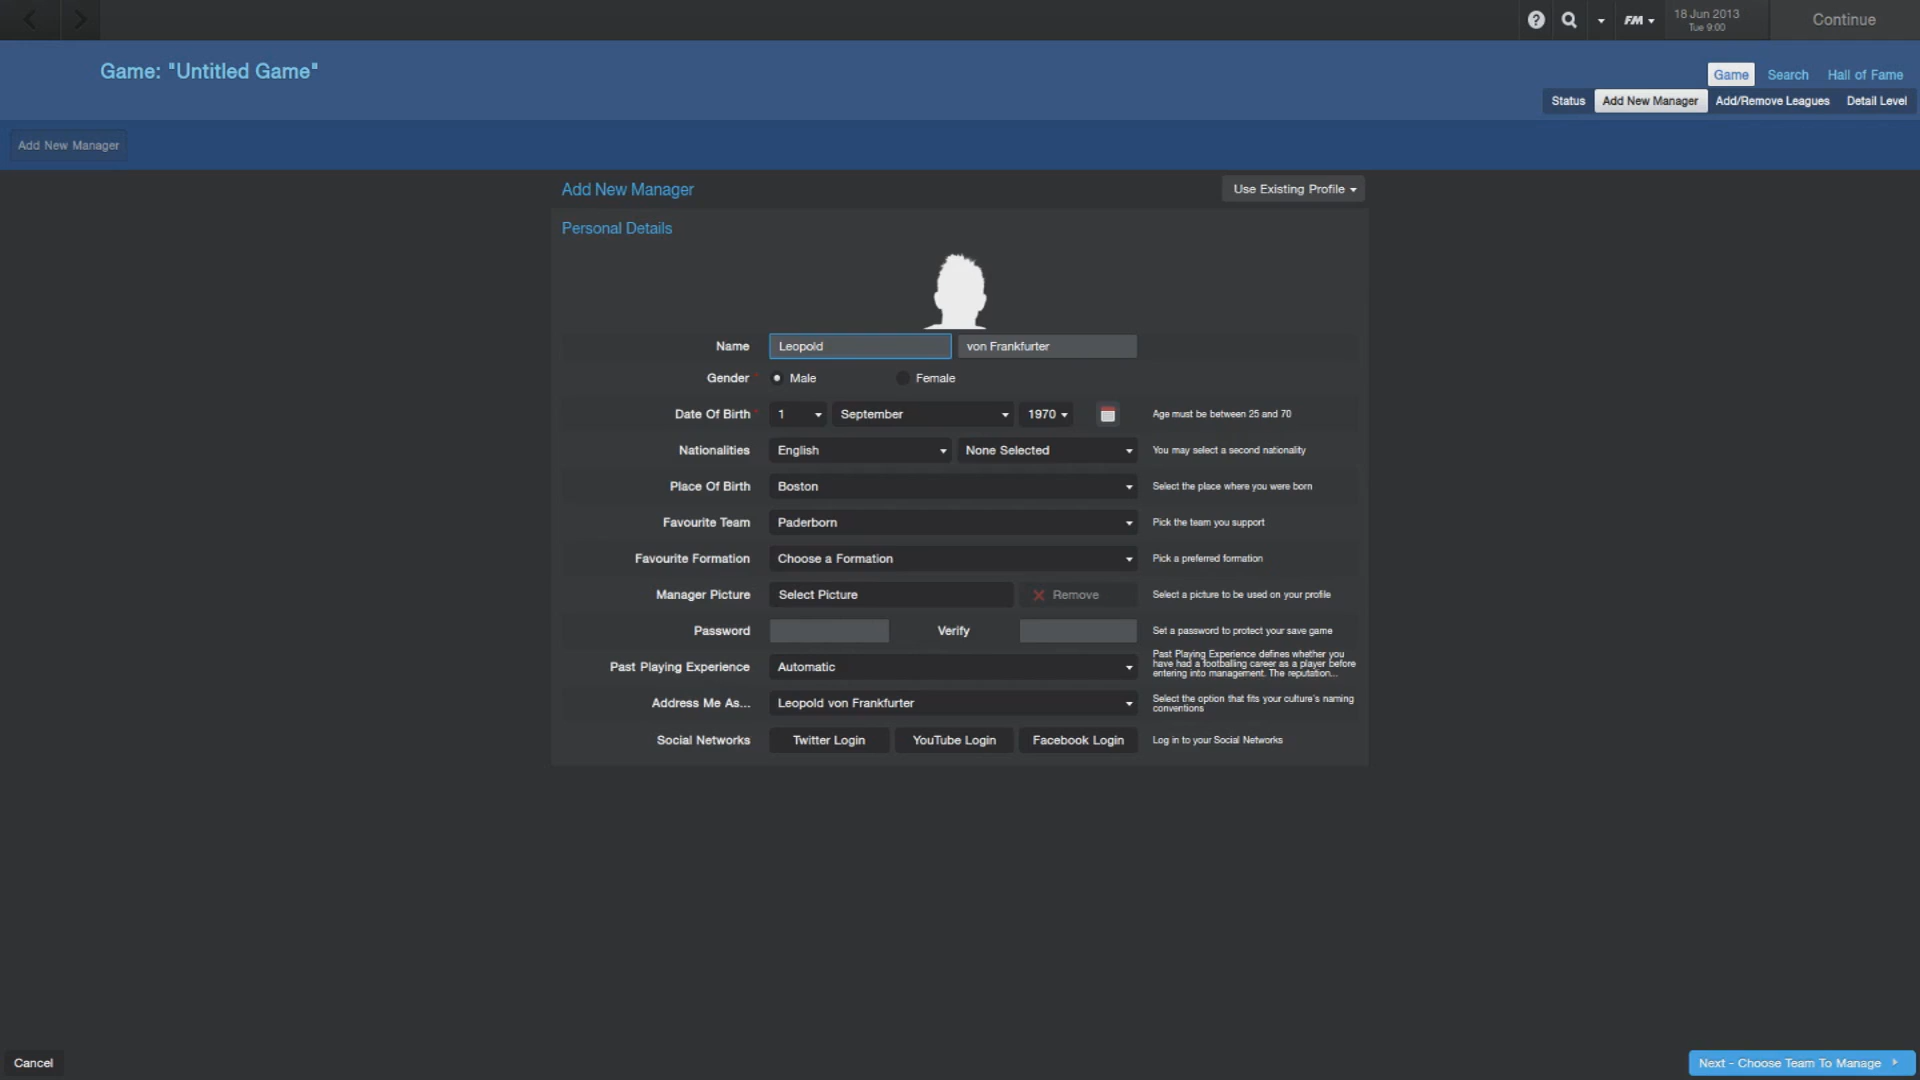 FM
18 Jun 2013
Tue 9:00
Continue
Game: "Untitled Game"
Game
Search
Hall of Fame
Status
Add New Manager
Add/Remove Leagues
Detail Level
Add New Manager
Add New Manager
Use Existing Profile
Personal Details
Name
Leopold
von Frankfurter
Gender
Male
Female
Date Of Birth
1
September
1970
Age must be between 25 and 70
Nationalities
English
None Selected
You may select a second nationality
Place Of Birth
Boston
Select the place where you were born
Favourite Team
Paderborn
Pick the team you support
Favourite Formation
Choose a Formation
Pick a preferred formation
Manager Picture
Select Picture
Remove
Select a picture to be used on your profile
Password
Verify
Set a password to protect your save game
Past Playing Experience
Automatic
Past Playing Experience defines whether you
have had a footballing career as a player before
entering into management. The reputation...
Address Me As...
Leopold von Frankfurter
Select the option that fits your culture's naming
conventions
Social Networks
Twitter Login
YouTube Login
Facebook Login
Log in to your Social Networks
Cancel
Next - Choose Team To Manage